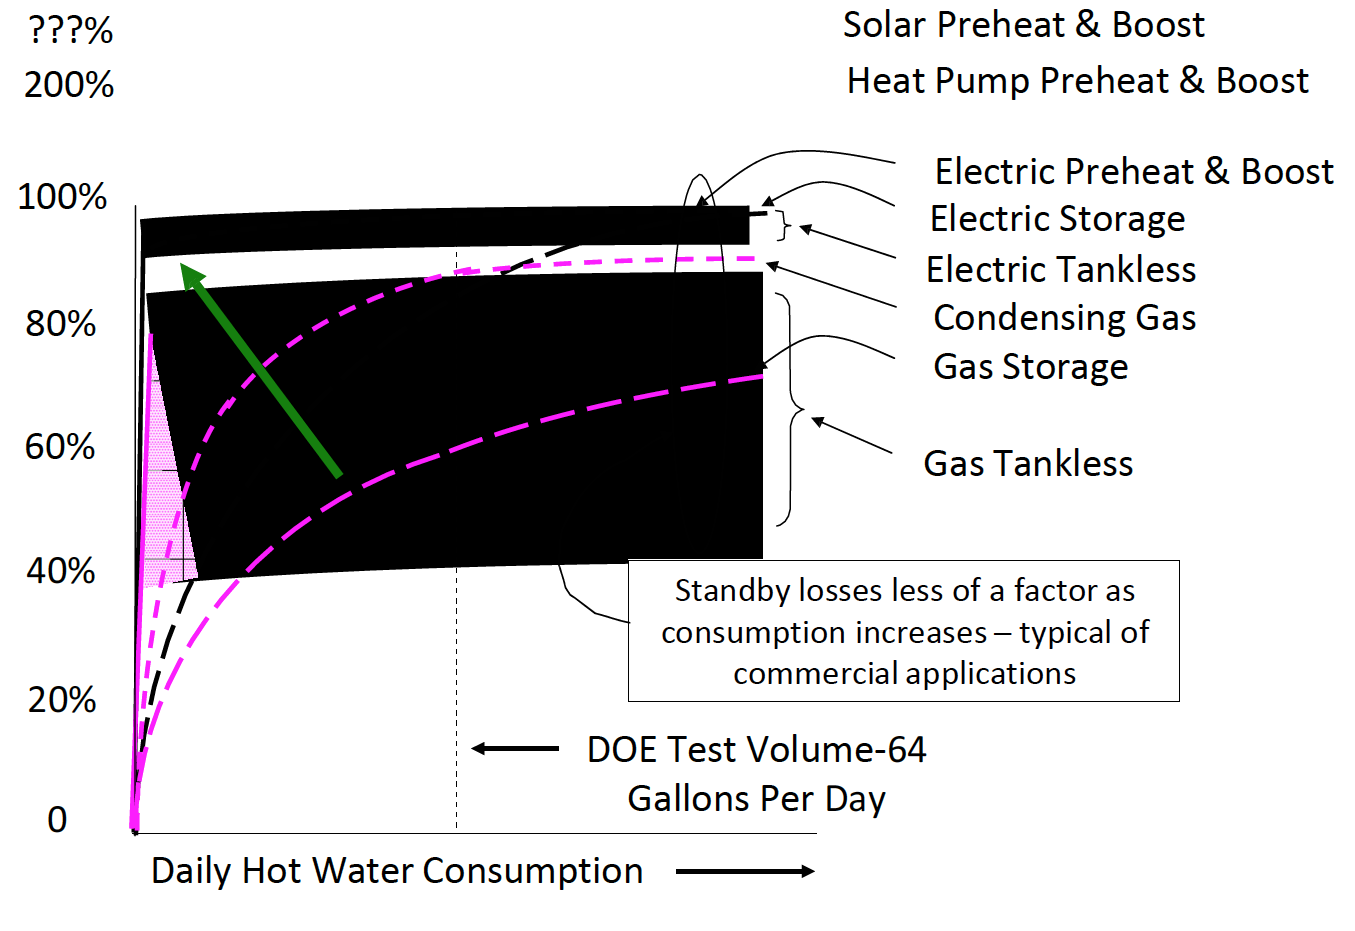 ???%
Solar Preheat & Boost
200%
Heat Pump Preheat & Boost
100%
Electric Preheat & Boost
Electric Storage
Electric Tankless
80%
Condensing Gas
Gas Storage
60%
Gas Tankless
40%
Standby losses less of a factor as
consumption increases – typical of
commercial applications
20%
DOE Test Volume-64
Gallons Per Day
0
Daily Hot Water Consumption